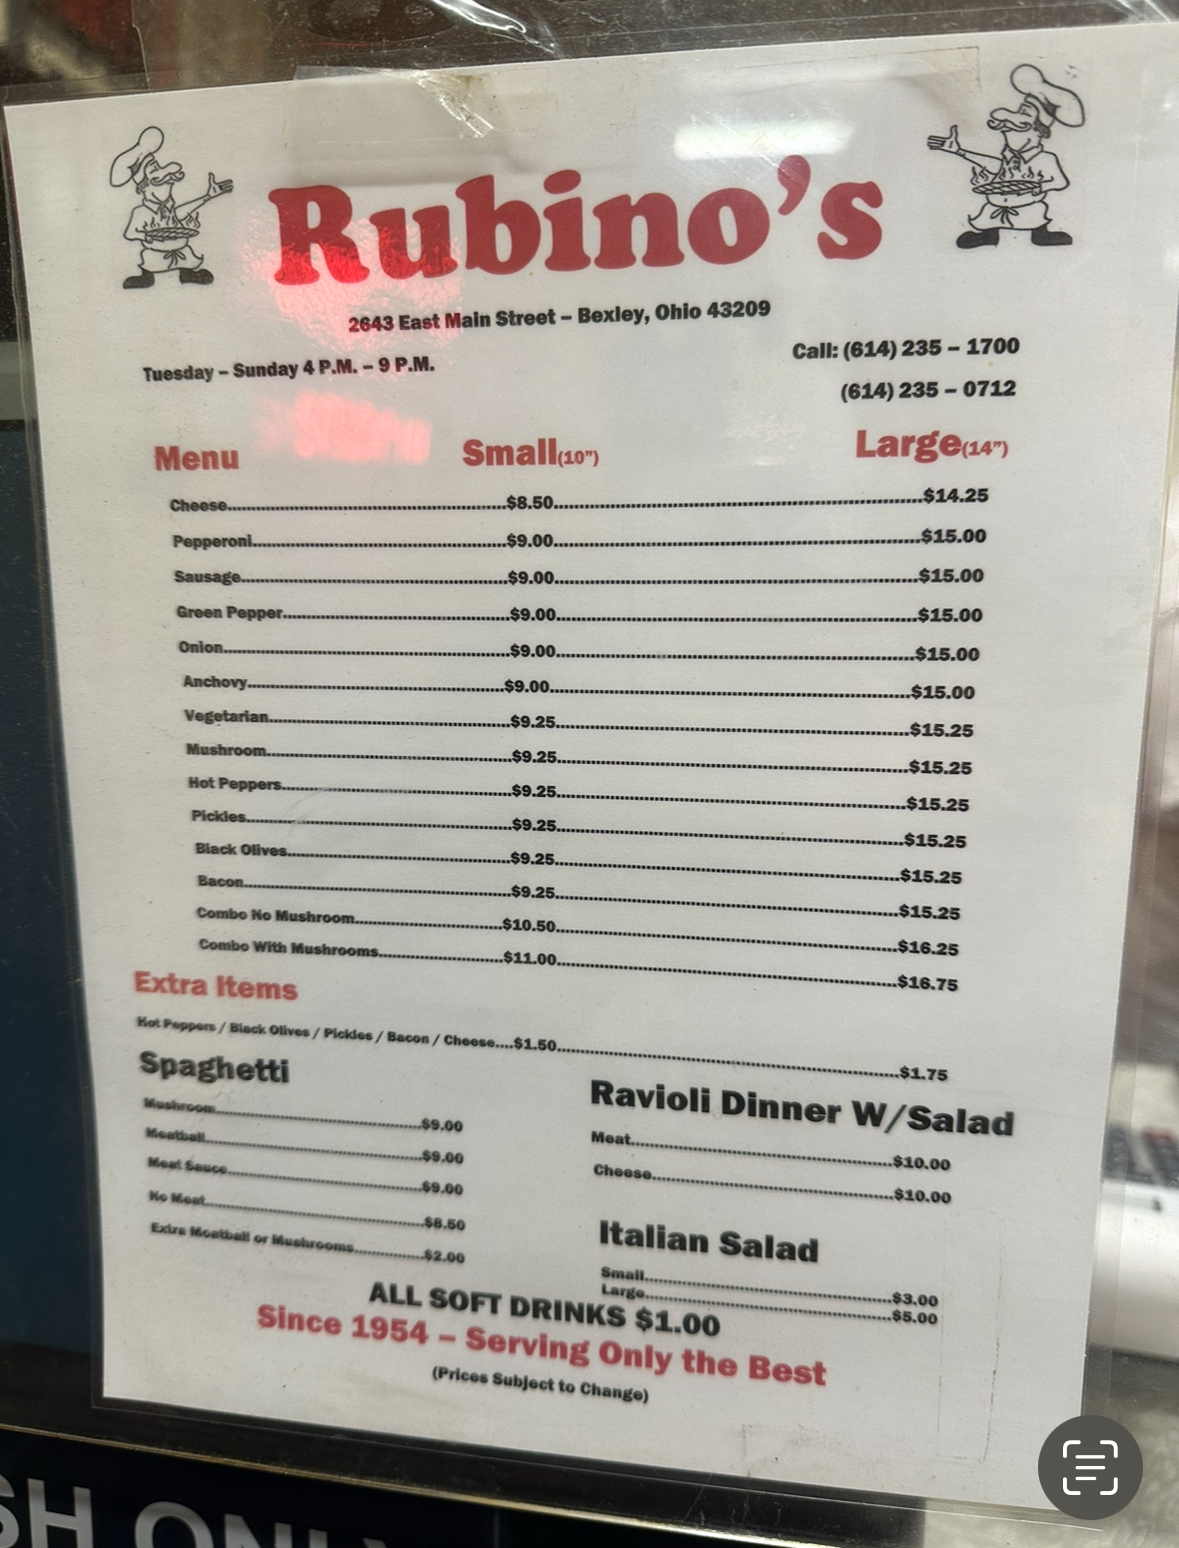 Rubino's
2643 East Main Street – Bexley, Ohio 43209
Tuesday – Sunday 4 P.M. – 9 P.M.
Call: (614) 235 – 1700
(614) 235 – 0712
Menu Small(10") Large(14")
Cheese $8.50 $14.25
Pepperoni $9.00 $15.00
Sausage $9.00 $15.00
Green Pepper $9.00 $15.00
Onion $9.00 $15.00
Anchovy $9.00 $15.00
Vegetarian $9.25 $15.25
Mushroom $9.25 $15.25
Hot Peppers $9.25 $15.25
Pickles $9.25 $15.25
Black Olives $9.25 $15.25
Bacon $9.25 $15.25
Combo No Mushroom $10.50 $16.25
Combo With Mushrooms $11.00 $16.75
Extra Items
Hot Peppers / Black Olives / Pickles / Bacon / Cheese....$1.50 $1.75
Spaghetti
Mushroom $9.00
Meatball $9.00
Meat Sauce $9.00
No Meat $8.50
Extra Meatball or Mushrooms $2.00
Ravioli Dinner W/Salad
Meat $10.00
Cheese $10.00
Italian Salad
Small $3.00
Large $5.00
ALL SOFT DRINKS $1.00
Since 1954 – Serving Only the Best
(Prices Subject to Change)